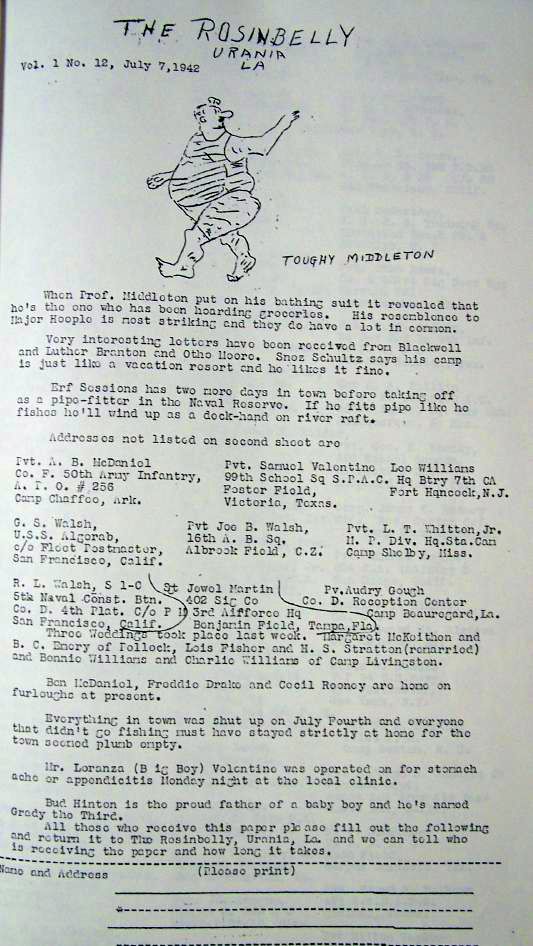 THE ROSINBELLY
URANIA
LA
Vol. 1 No. 12, July 7,1942
TOUGHY MIDDLETON
When Prof. Middleton put on his bathing suit it revealed that
he's the one who has been hoarding groceries. His resemblence to
Major Hoople is most striking and they do have a lot in common.
Very interesting letters have been received from Blackwell
and Luther Branton and Otho Moore. Snoz Schultz says his camp
is just like a vacation resort and he likes it fine.
Erf Sessions has two more days in town before taking off
as a pipe-fitter in the Naval Reserve. If he fits pipe like he
fishes he'll wind up as a deck-hand on river raft.
Addresses not listed on second sheet are
Pvt. A. B. McDaniel
Co. F. 50th Army Infantry,
A. P. O. # 256
Camp Chaffee, Ark.
Pvt. Samuel Valentine
99th School Sq S.P.A.C.
Foster Field,
Victoria, Texas.
Leo Williams
Hq Btry 7th CA
Fort Hancock,N.J.
G. S. Walsh,
U.S.S. Algorab,
c/o Fleet Postmaster,
San Francisco, Calif.
Pvt Joe B. Walsh,
16th A. B. Sq.
Albrook Field, C.Z.
Pvt. L. T. Whitten,Jr.
M. P. Div. Hq.Sta.Cam
Camp Shelby, Miss.
R. L. Walsh, S 1-C
5th Naval Const. Btn.
Co. D. 4th Plat. C/o P M
San Francisco, Calif.
St Jewel Martin
602 Sig Co
3rd Airforce Hq
Benjamin Field, Tampa,Fla.
Pv.Audry Gough
Co. D. Reception Center
Camp Beauregard,La.
Three Weddings took place last week. Margaret McKeithon and
B. C. Emery of Pollock, Lois Fisher and H. S. Stratton(remarried)
and Bonnie Williams and Charlie Williams of Camp Livingston.
Ben McDaniel, Freddie Drake and Cecil Rooney are home on
furloughs at present.
Everything in town was shut up on July Fourth and everyone
that didn't go fishing must have stayed strictly at home for the
town seemed plumb empty.
Mr. Loranza (B ig Boy) Volentine was operated on for stomach
ache or appendicitis Monday night at the local clinic.
Bud Hinton is the proud father of a baby boy and he's named
Grady the Third.
All those who receive this paper please fill out the following
and return it to The Rosinbelly, Urania, La. and we can tell who
is receiving the paper and how long it takes.
Name and Address (Please print)